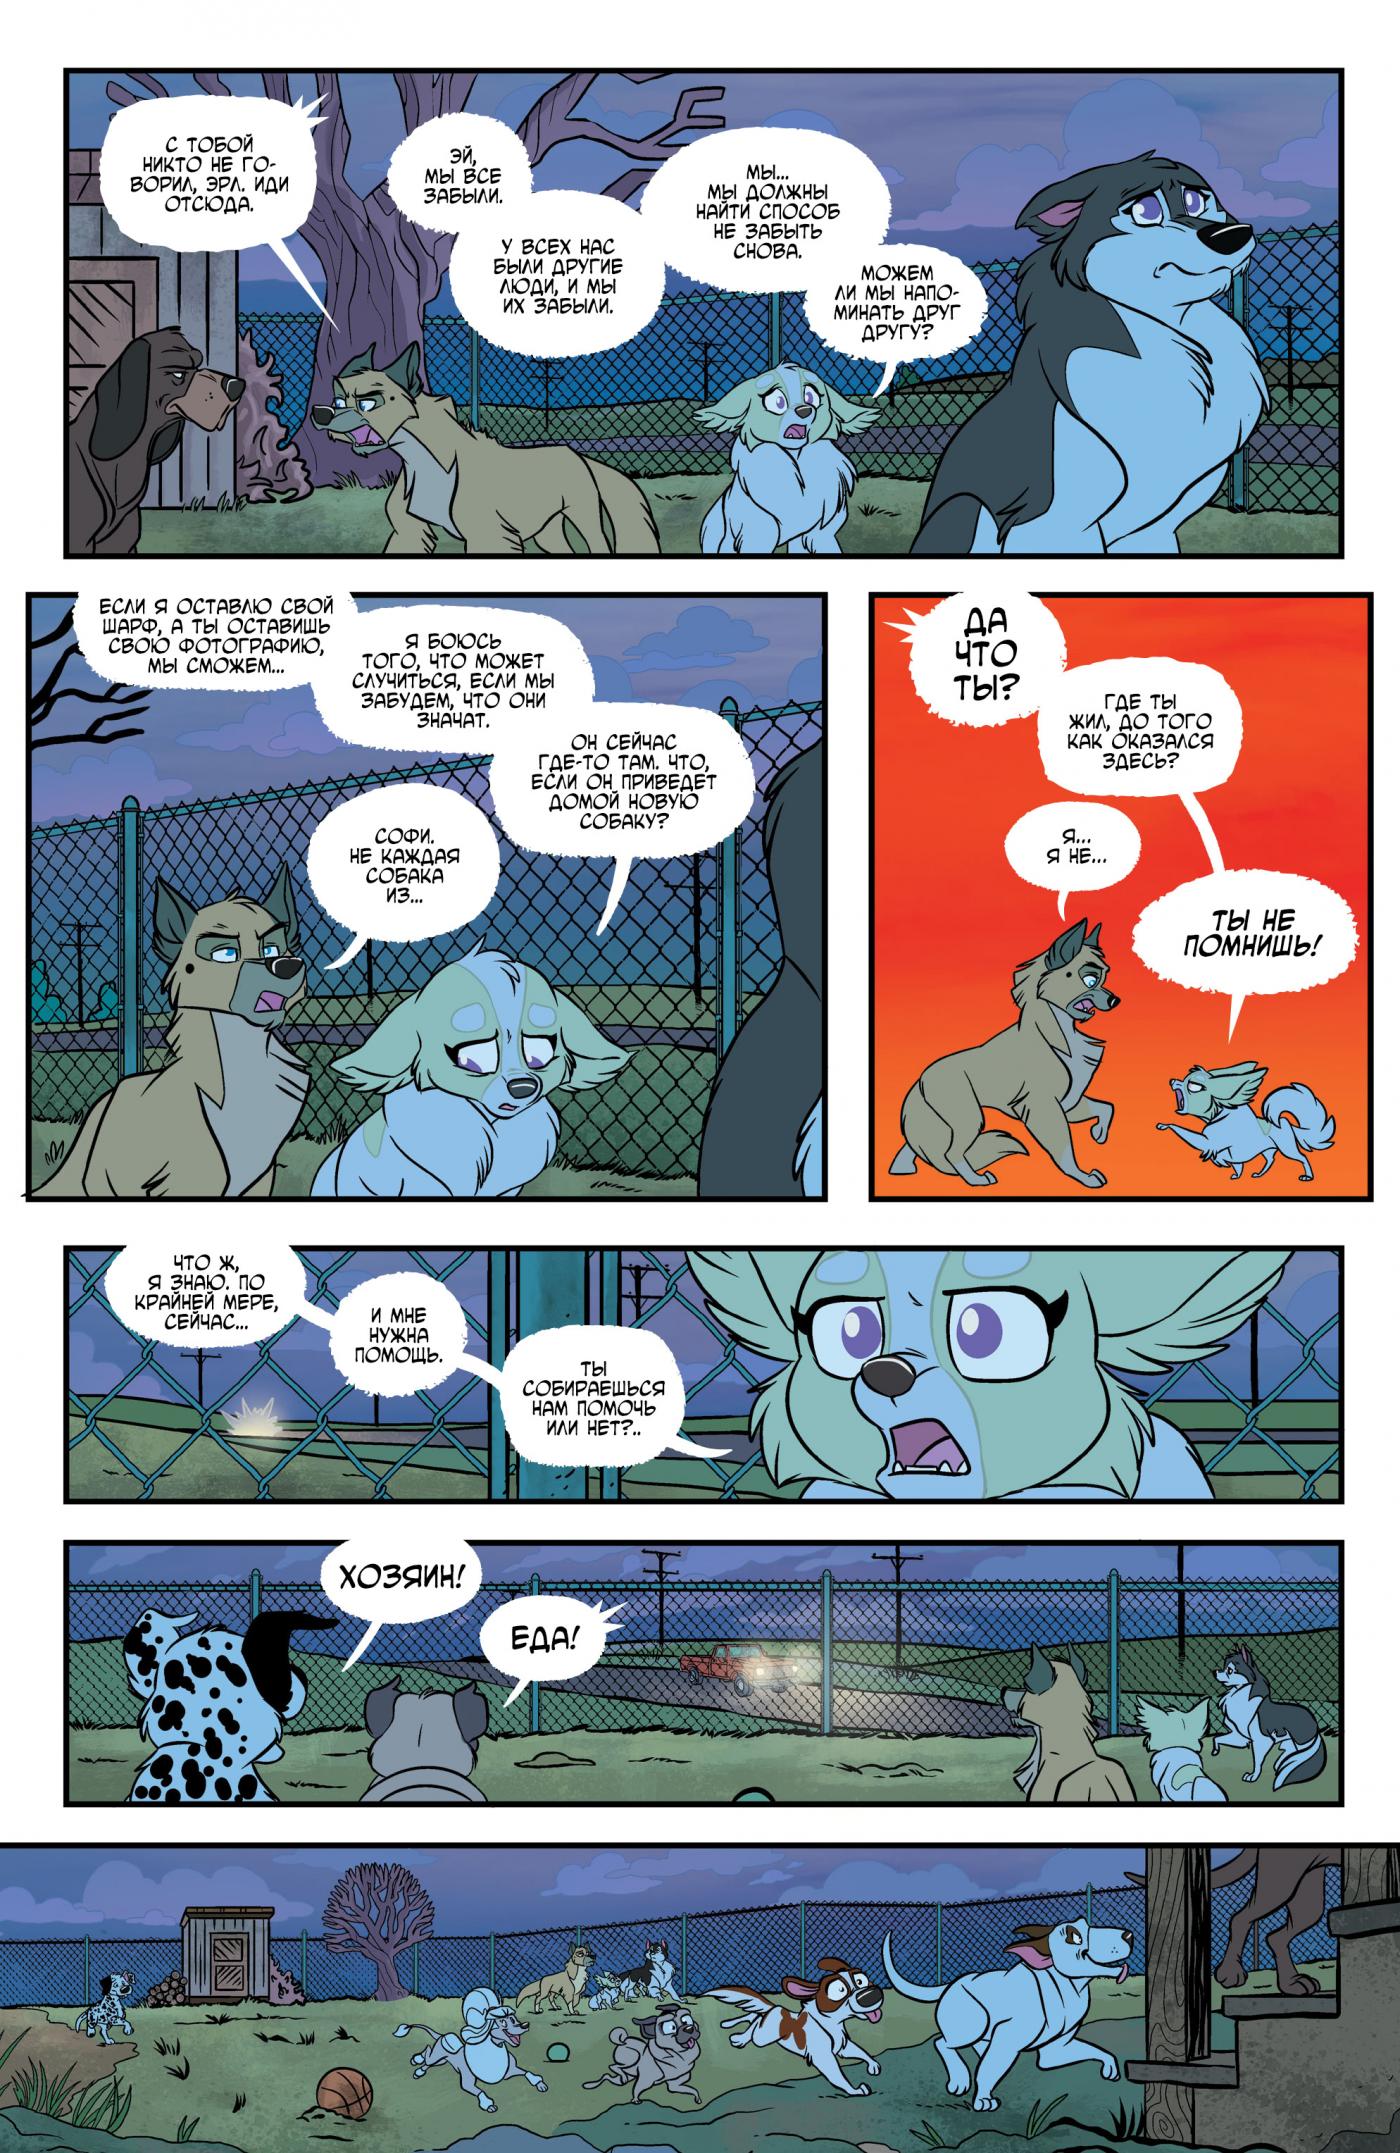 С ТОБОЙ
НИКТО НЕ ГО-
ВОРИЛ, ЭРЛ. ИДИ
ОТСЮДА.
ЭЙ,
МЫ ВСЕ
ЗАБЫЛИ.
У ВСЕХ НАС
БЫЛИ ДРУГИЕ
ЛЮДИ, И МЫ
ИХ ЗАБЫЛИ.
МЫ...
МЫ ДОЛЖНЫ
НАЙТИ СПОСОБ
НЕ ЗАБЫТЬ
СНОВА.
МОЖЕМ
ЛИ МЫ НАПО-
МИНАТЬ ДРУГ
ДРУГУ?
ЕСЛИ Я ОСТАВЛЮ СВОЙ
ШАРФ, А ТЫ ОСТАВИШЬ
СВОЮ ФОТОГРАФИЮ,
МЫ СМОЖЕМ...
Я БОЮСЬ
ТОГО, ЧТО МОЖЕТ
СЛУЧИТЬСЯ, ЕСЛИ МЫ
ЗАБУДЕМ, ЧТО ОНИ
ЗНАЧАТ.
ОН СЕЙЧАС
ГДЕ-ТО ТАМ. ЧТО,
ЕСЛИ ОН ПРИВЕДЕТ
ДОМОЙ НОВУЮ
СОБАКУ?
СОФИ.
НЕ КАЖДАЯ
СОБАКА
ИЗ...
ДА
ЧТО
ТЫ?
ГДЕ ТЫ
ЖИЛ, ДО ТОГО
КАК ОКАЗАЛСЯ
ЗДЕСЬ?
Я...
Я НЕ...
ТЫ НЕ
ПОМНИШЬ!
ЧТО Ж,
Я ЗНАЮ. ПО
КРАЙНЕЙ МЕРЕ,
СЕЙЧАС...
И МНЕ
НУЖНА
ПОМОЩЬ.
ТЫ
СОБИРАЕШЬСЯ
НАМ ПОМОЧЬ
ИЛИ НЕТ?..
ХОЗЯИН!
ЕДА!